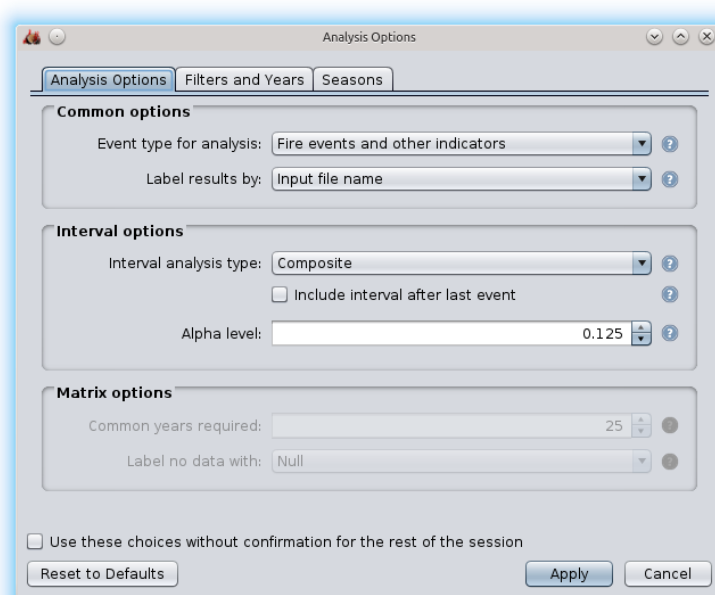 Analysis Options
Analysis Options Filters and Years Seasons
Common options
Event type for analysis: Fire events and other indicators ?
Label results by: Input file name ?
Interval options
Interval analysis type: Composite ?
Include interval after last event ?
Alpha level: 0.125 ?
Matrix options
Common years required: 25 ?
Label no data with: Null ?
Use these choices without confirmation for the rest of the session
Reset to Defaults Apply Cancel